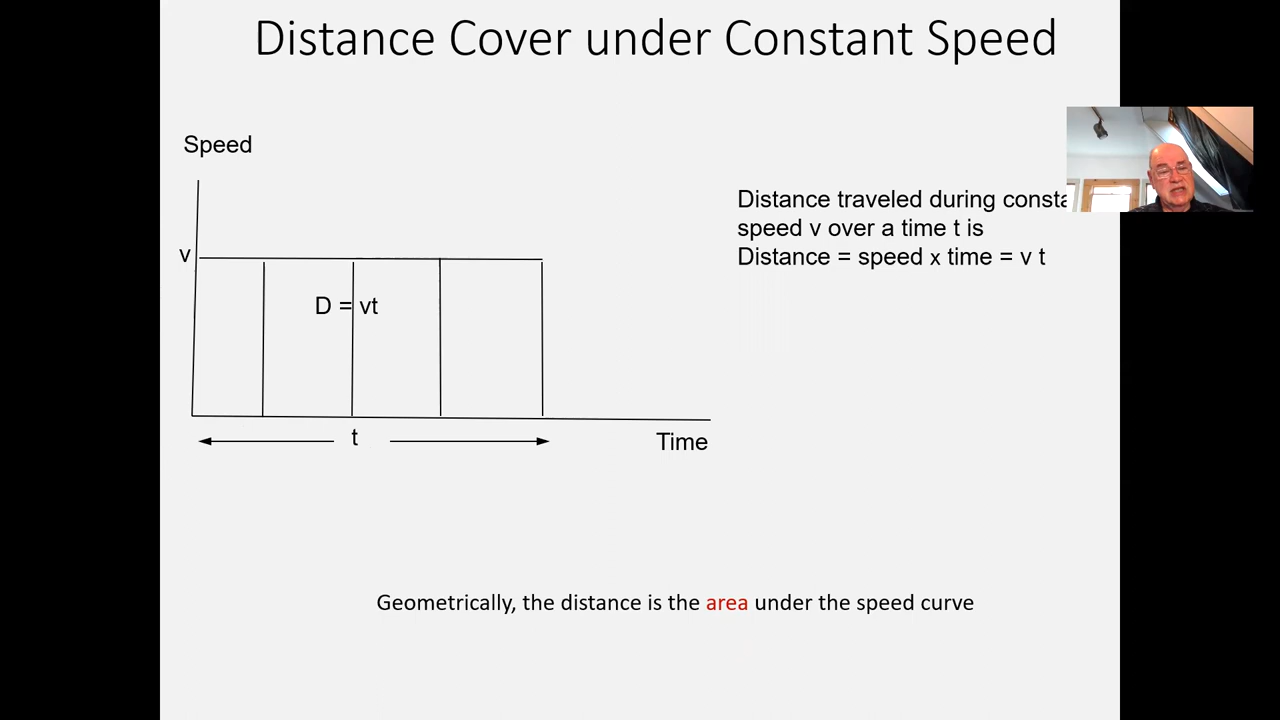 Distance Cover under Constant Speed
Speed
Distance traveled during
speed v over a time t is
Distance = speed x time = v t
v
D = vt
t
Time
Geometrically, the distance is the area under the speed curve